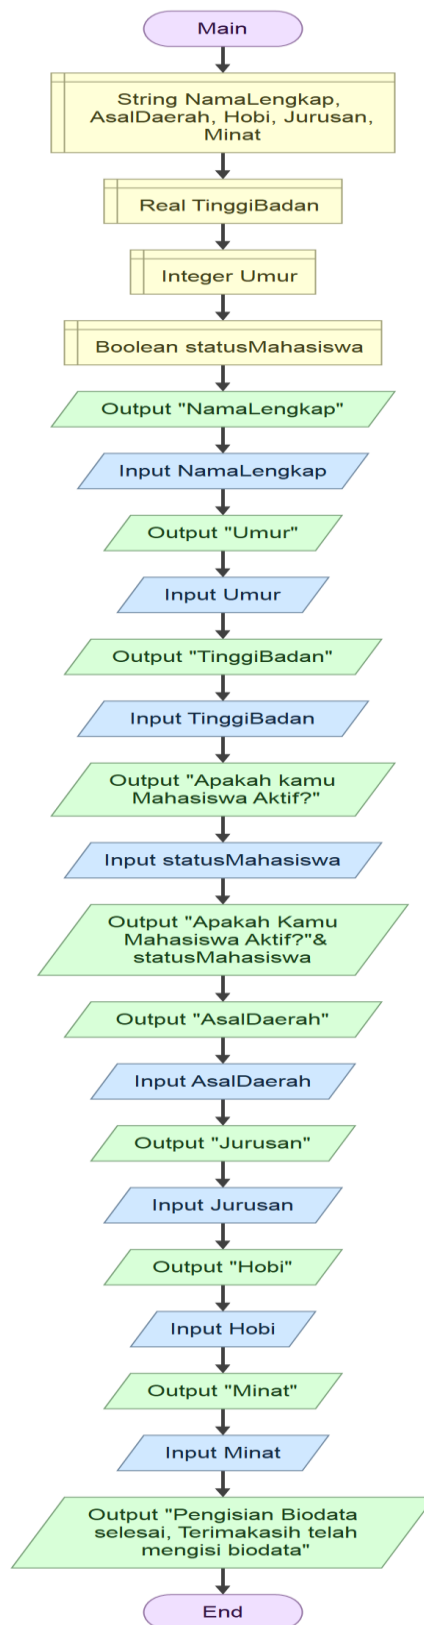 Main
String NamaLengkap,
AsalDaerah, Hobi, Jurusan,
Minat
Real TinggiBadan
Integer Umur
Boolean statusMahasiswa
Output "NamaLengkap"
Input NamaLengkap
Output "Umur"
Input Umur
Output "TinggiBadan"
Input TinggiBadan
Output "Apakah kamu
Mahasiswa Aktif?"
Input statusMahasiswa
Output "Apakah Kamu
Mahasiswa Aktif?"&
statusMahasiswa
Output "AsalDaerah"
Input AsalDaerah
Output "Jurusan"
Input Jurusan
Output "Hobi"
Input Hobi
Output "Minat"
Input Minat
Output "Pengisian Biodata
selesai, Terimakasih telah
mengisi biodata"
End